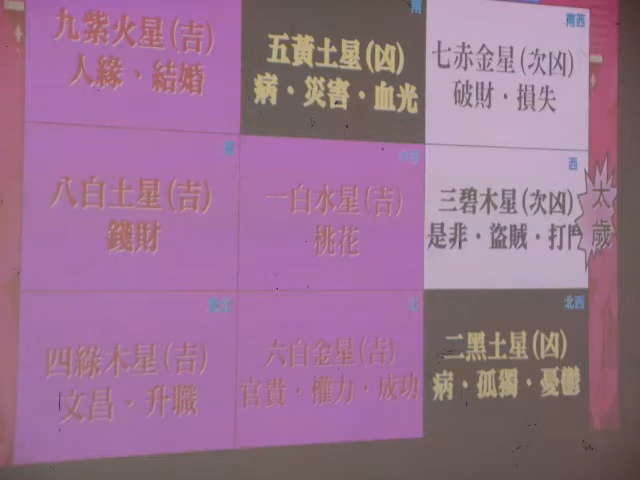 九紫火星(吉)
人緣、結婚
南
五黃土星(凶)
病・災害・血光
南西
七赤金星(次凶)
破財・損失
八白土星(吉)
錢財
一白水星(吉)
桃花
西
三碧木星(次凶)
是非・盜賊・打鬥
太歲
四綠木星(吉)
文昌・升職
北
六白金星(吉)
官貴・權力・成功
北西
二黑土星(凶)
病・孤獨・憂鬱